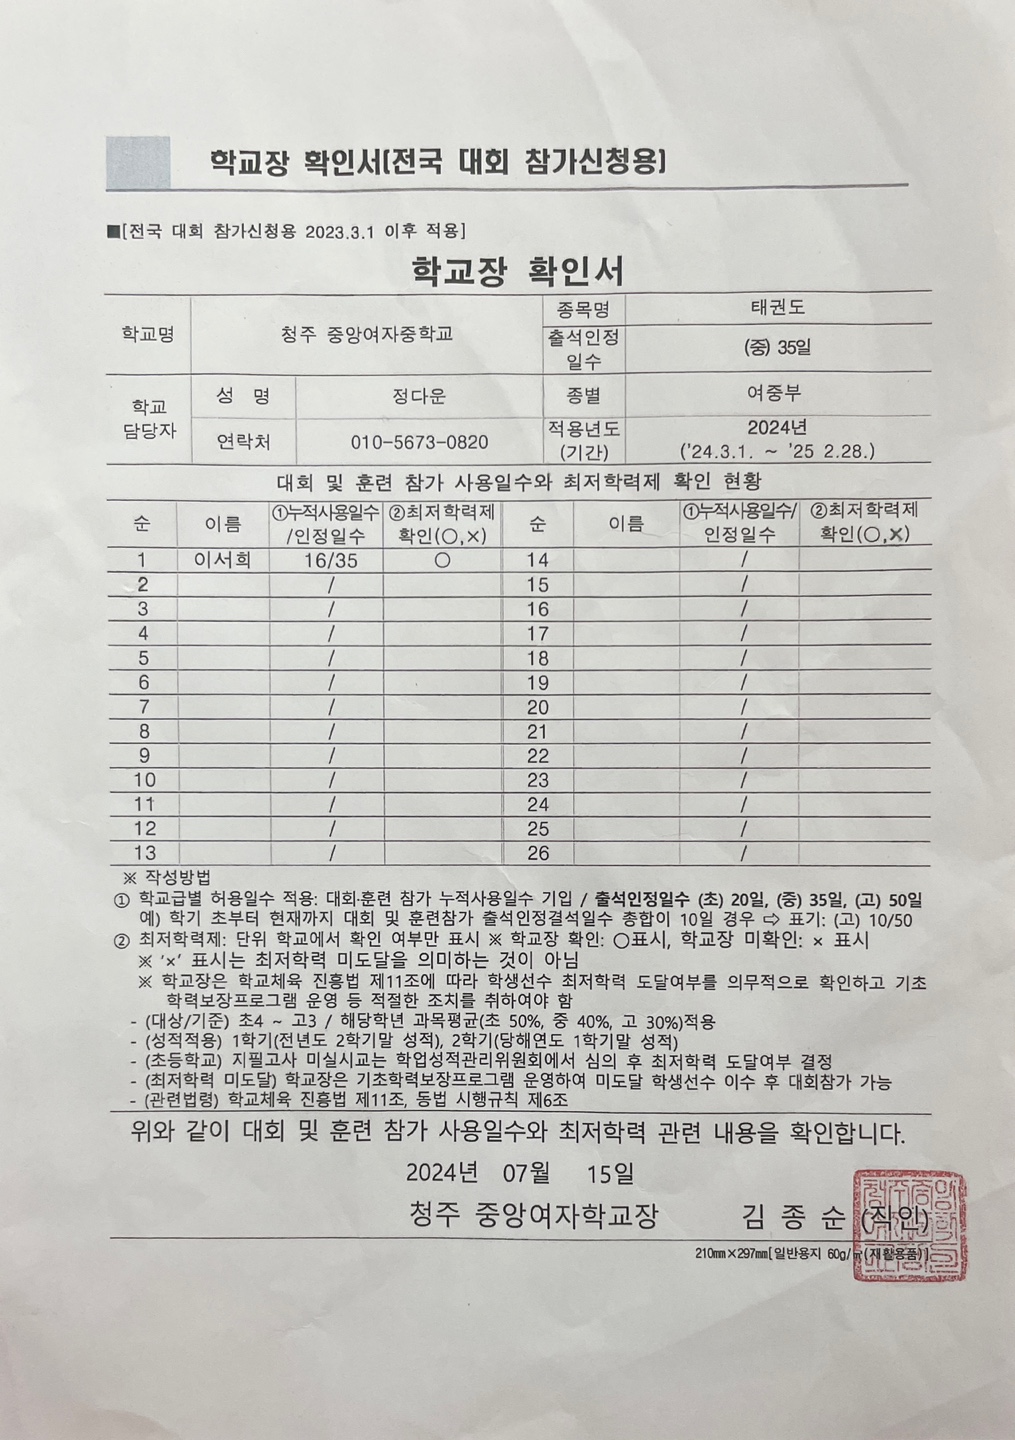 학교장 확인서(전국 대회 참가신청용)
■[전국 대회 참가신청용 2023.3.1 이후 적용]
학교장 확인서
학교명 청주 중앙여자중학교 종목명 태권도
출석인정 일수 (중) 35일
학교 담당자 성 명 정다운 종별 여중부
연락처 010-5673-0820 적용년도 (기간) 2024년 ('24.3.1. ~ '25 2.28.)
대회 및 훈련 참가 사용일수와 최저학력제 확인 현황
순 이름 ①누적사용일수/인정일수 ②최저학력제 확인(○,×) 순 이름 ①누적사용일수/인정일수 ②최저학력제 확인(○,×)
1 이서희 16/35 ○ 14 /
2 / 15 /
3 / 16 /
4 / 17 /
5 / 18 /
6 / 19 /
7 / 20 /
8 / 21 /
9 / 22 /
10 / 23 /
11 / 24 /
12 / 25 /
13 / 26 /
※ 작성방법
① 학교급별 허용일수 적용: 대회·훈련 참가 누적사용일수 기입 / 출석인정일수 (초) 20일, (중) 35일, (고) 50일
예) 학기 초부터 현재까지 대회 및 훈련참가 출석인정결석일수 총합이 10일 경우 ⇨ 표기: (고) 10/50
② 최저학력제: 단위 학교에서 확인 여부만 표시 ※ 학교장 확인: ○표시, 학교장 미확인: × 표시
※ '×' 표시는 최저학력 미도달을 의미하는 것이 아님
※ 학교장은 학교체육 진흥법 제11조에 따라 학생선수 최저학력 도달여부를 의무적으로 확인하고 기초
학력보장프로그램 운영 등 적절한 조치를 취하여야 함
- (대상/기준) 초4 ~ 고3 / 해당학년 과목평균(초 50%, 중 40%, 고 30%)적용
- (성적적용) 1학기(전년도 2학기말 성적), 2학기(당해연도 1학기말 성적)
- (초등학교) 지필고사 미실시교는 학업성적관리위원회에서 심의 후 최저학력 도달여부 결정
- (최저학력 미도달) 학교장은 기초학력보장프로그램 운영하여 미도달 학생선수 이수 후 대회참가 가능
- (관련법령) 학교체육 진흥법 제11조, 동법 시행규칙 제6조
위와 같이 대회 및 훈련 참가 사용일수와 최저학력 관련 내용을 확인합니다.
2024년 07월 15일
청주 중앙여자학교장 김 종 순 (직인)
210㎜×297㎜[일반용지 60g/㎡(재활용품)]